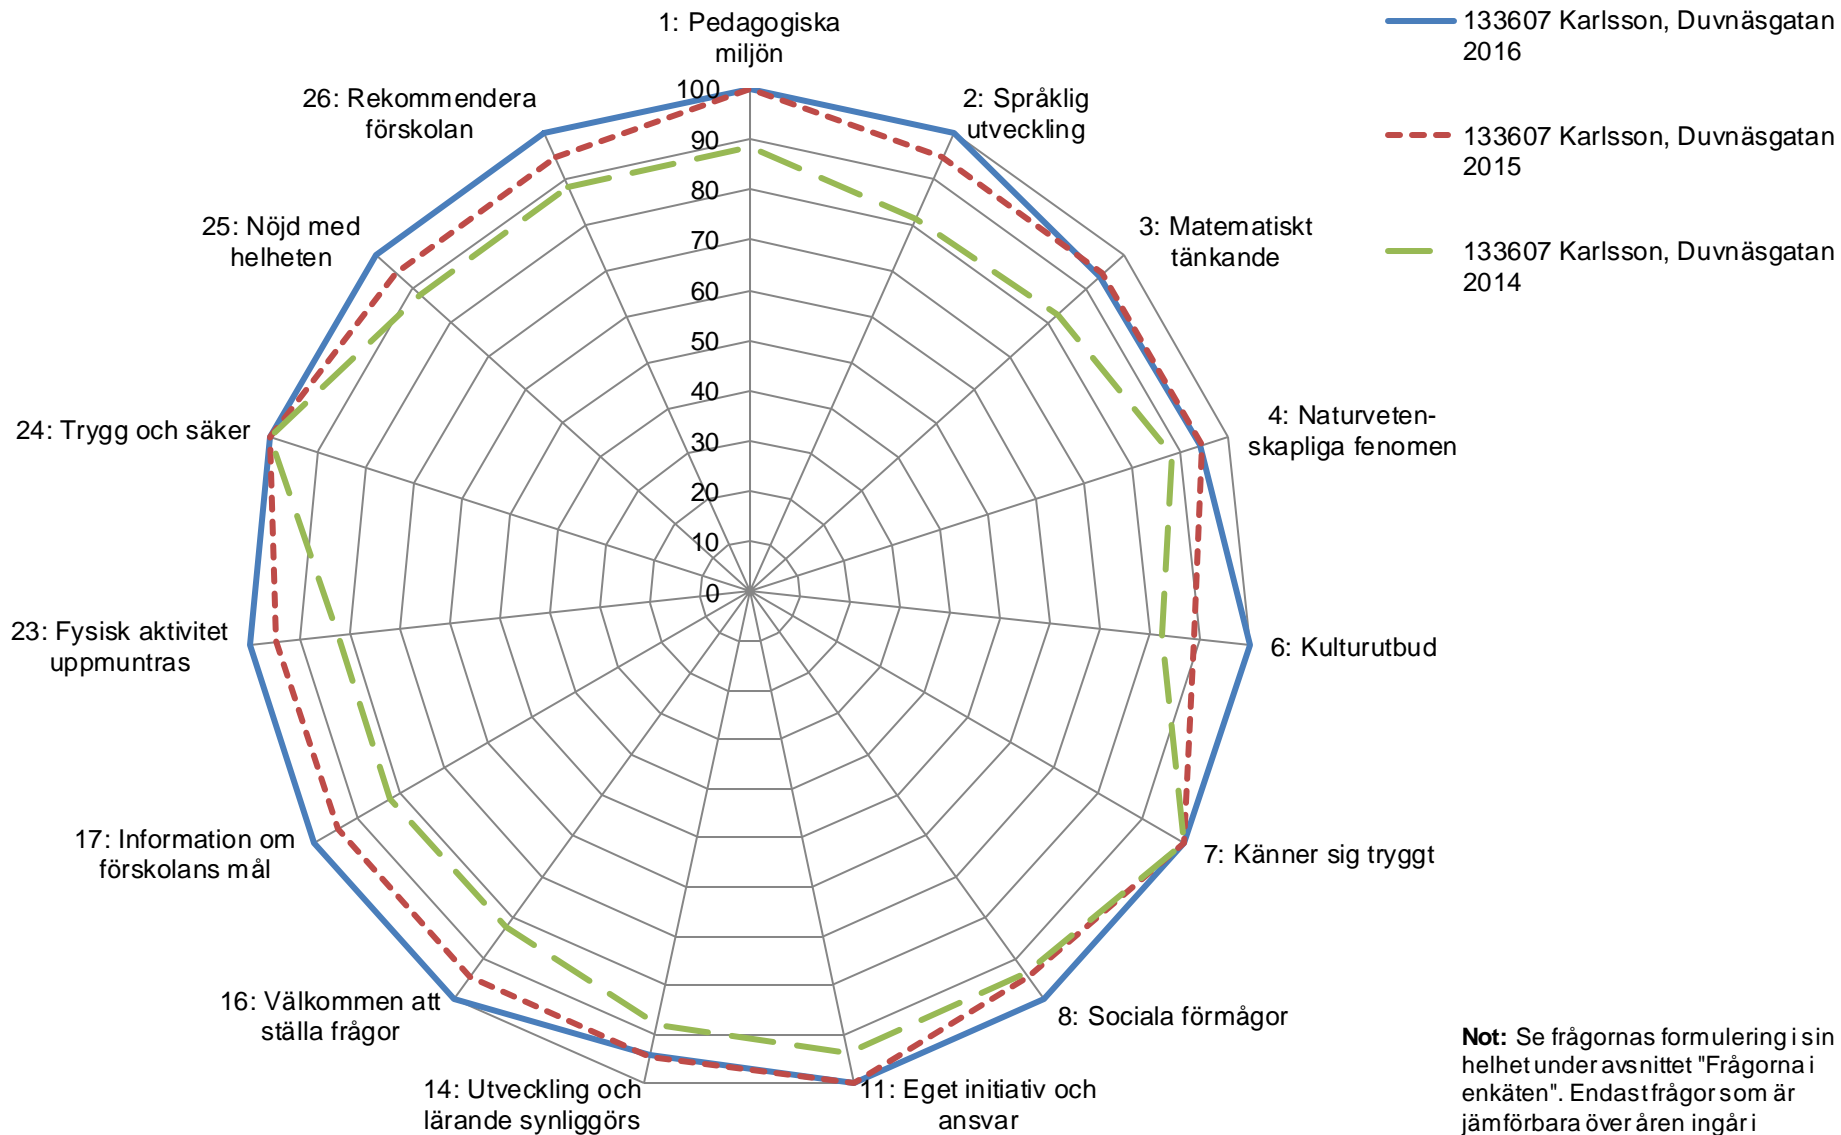 1: Pedagogiska
miljön
2: Språklig
utveckling
3: Matematiskt
tänkande
4: Naturveten-
skapliga fenomen
6: Kulturutbud
7: Känner sig tryggt
8: Sociala förmågor
11: Eget initiativ och
ansvar
14: Utveckling och
lärande synliggörs
16: Välkommen att
ställa frågor
17: Information om
förskolans mål
23: Fysisk aktivitet
uppmuntras
24: Trygg och säker
25: Nöjd med
helheten
26: Rekommendera
förskolan
100
90
80
70
60
50
40
30
20
10
0
133607 Karlsson, Duvnäsgatan
2016
133607 Karlsson, Duvnäsgatan
2015
133607 Karlsson, Duvnäsgatan
2014
Not: Se frågornas formulering i sin
helhet under avsnittet "Frågorna i
enkäten". Endast frågor som är
jämförbara över åren ingår i